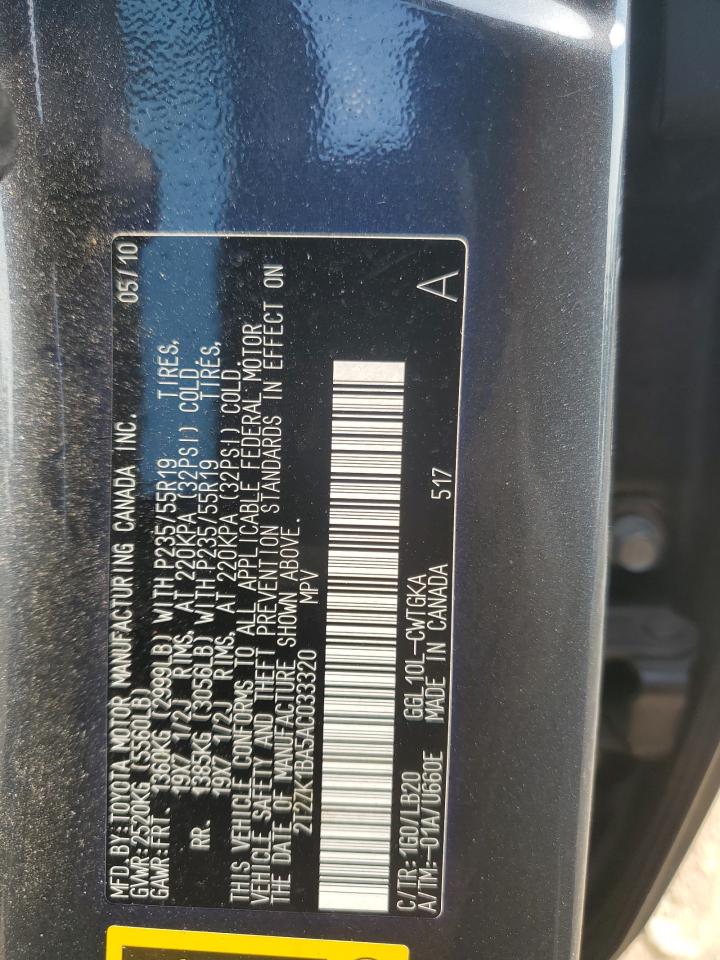 MFD.BY:TOYOTA MOTOR MANUFACTURING CANADA INC. 05/10
GVWR:2520KG (5560LB)
GAWR:FRT 1360KG (2990LB) WITH P235/55R19 TIRES,
19X7 1/2J RIMS, AT 220KPA (32PSI) COLD.
RR. 1385KG (3056LB) WITH P235/55R19 TIRES,
19X7 1/2J RIMS, AT 220KPA (32PSI) COLD.
THIS VEHICLE CONFORMS TO ALL APPLICABLE FEDERAL MOTOR
VEHICLE SAFETY AND THEFT PREVENTION STANDARDS IN EFFECT ON
THE DATE OF MANUFACTURE SHOWN ABOVE.
2T2ZK1BA5AC033320 MPV
C/TR:1G0/LB20 GGL10L-CWTGKA 517 A
A/TM:-01A/U660E MADE IN CANADA